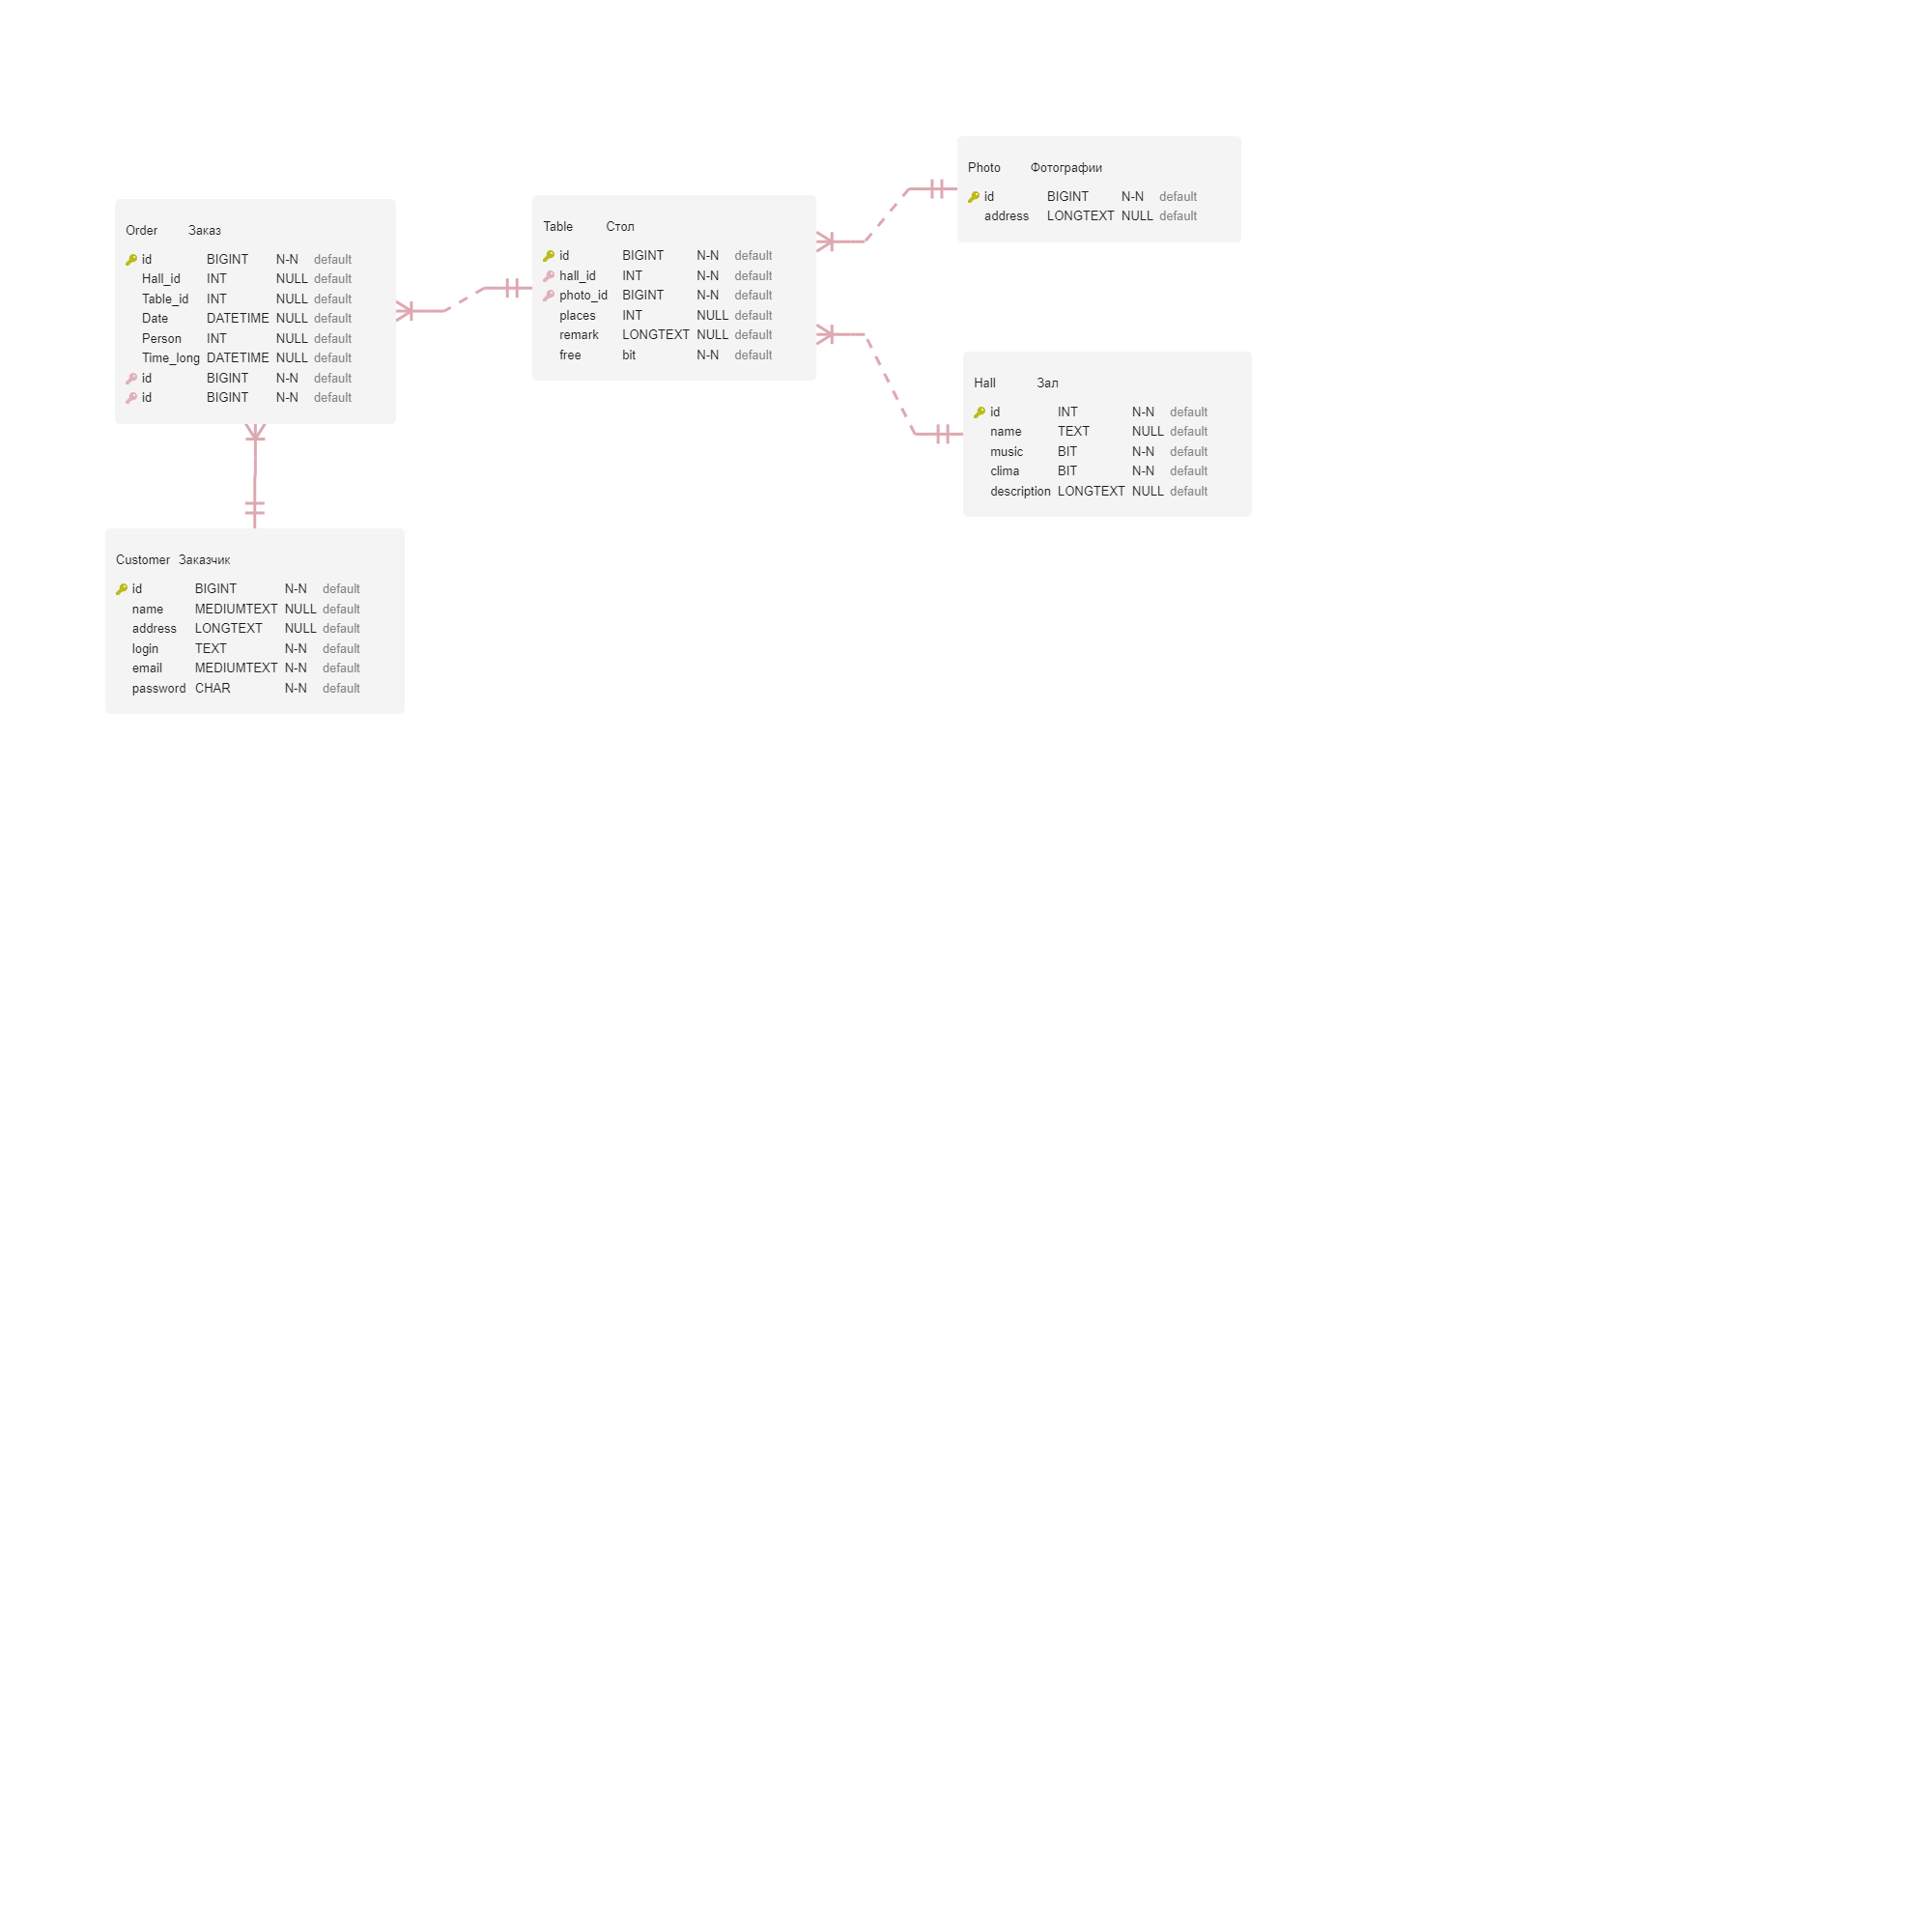 Order Заказ
id BIGINT N-N default
Hall_id INT NULL default
Table_id INT NULL default
Date DATETIME NULL default
Person INT NULL default
Time_long DATETIME NULL default
id BIGINT N-N default
id BIGINT N-N default
Customer Заказчик
id BIGINT N-N default
name MEDIUMTEXT NULL default
address LONGTEXT NULL default
login TEXT N-N default
email MEDIUMTEXT N-N default
password CHAR N-N default
Table Стол
id BIGINT N-N default
hall_id INT N-N default
photo_id BIGINT N-N default
places INT NULL default
remark LONGTEXT NULL default
free bit N-N default
Photo Фотографии
id BIGINT N-N default
address LONGTEXT NULL default
Hall Зал
id INT N-N default
name TEXT NULL default
music BIT N-N default
clima BIT N-N default
description LONGTEXT NULL default